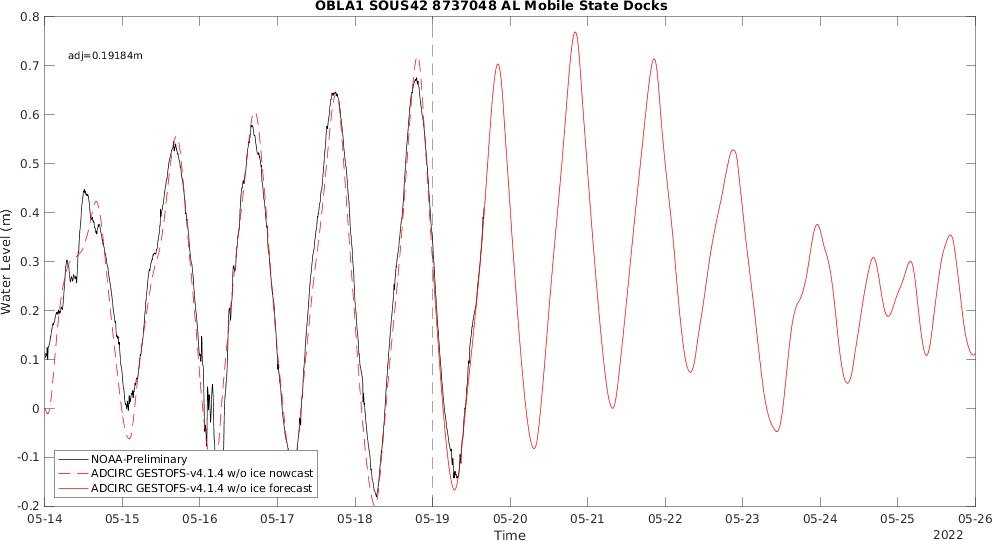 OBLA1 SOUS42 8737048 AL Mobile State Docks
adj=0.19184m
Water Level (m)
0.8
0.7
0.6
0.5
0.4
0.3
0.2
0.1
0
-0.1
-0.2
NOAA-Preliminary
ADCIRC GESTOFS-v4.1.4 w/o ice nowcast
ADCIRC GESTOFS-v4.1.4 w/o ice forecast
05-14 05-15 05-16 05-17 05-18 05-19 05-20 05-21 05-22 05-23 05-24 05-25 05-26
Time
2022